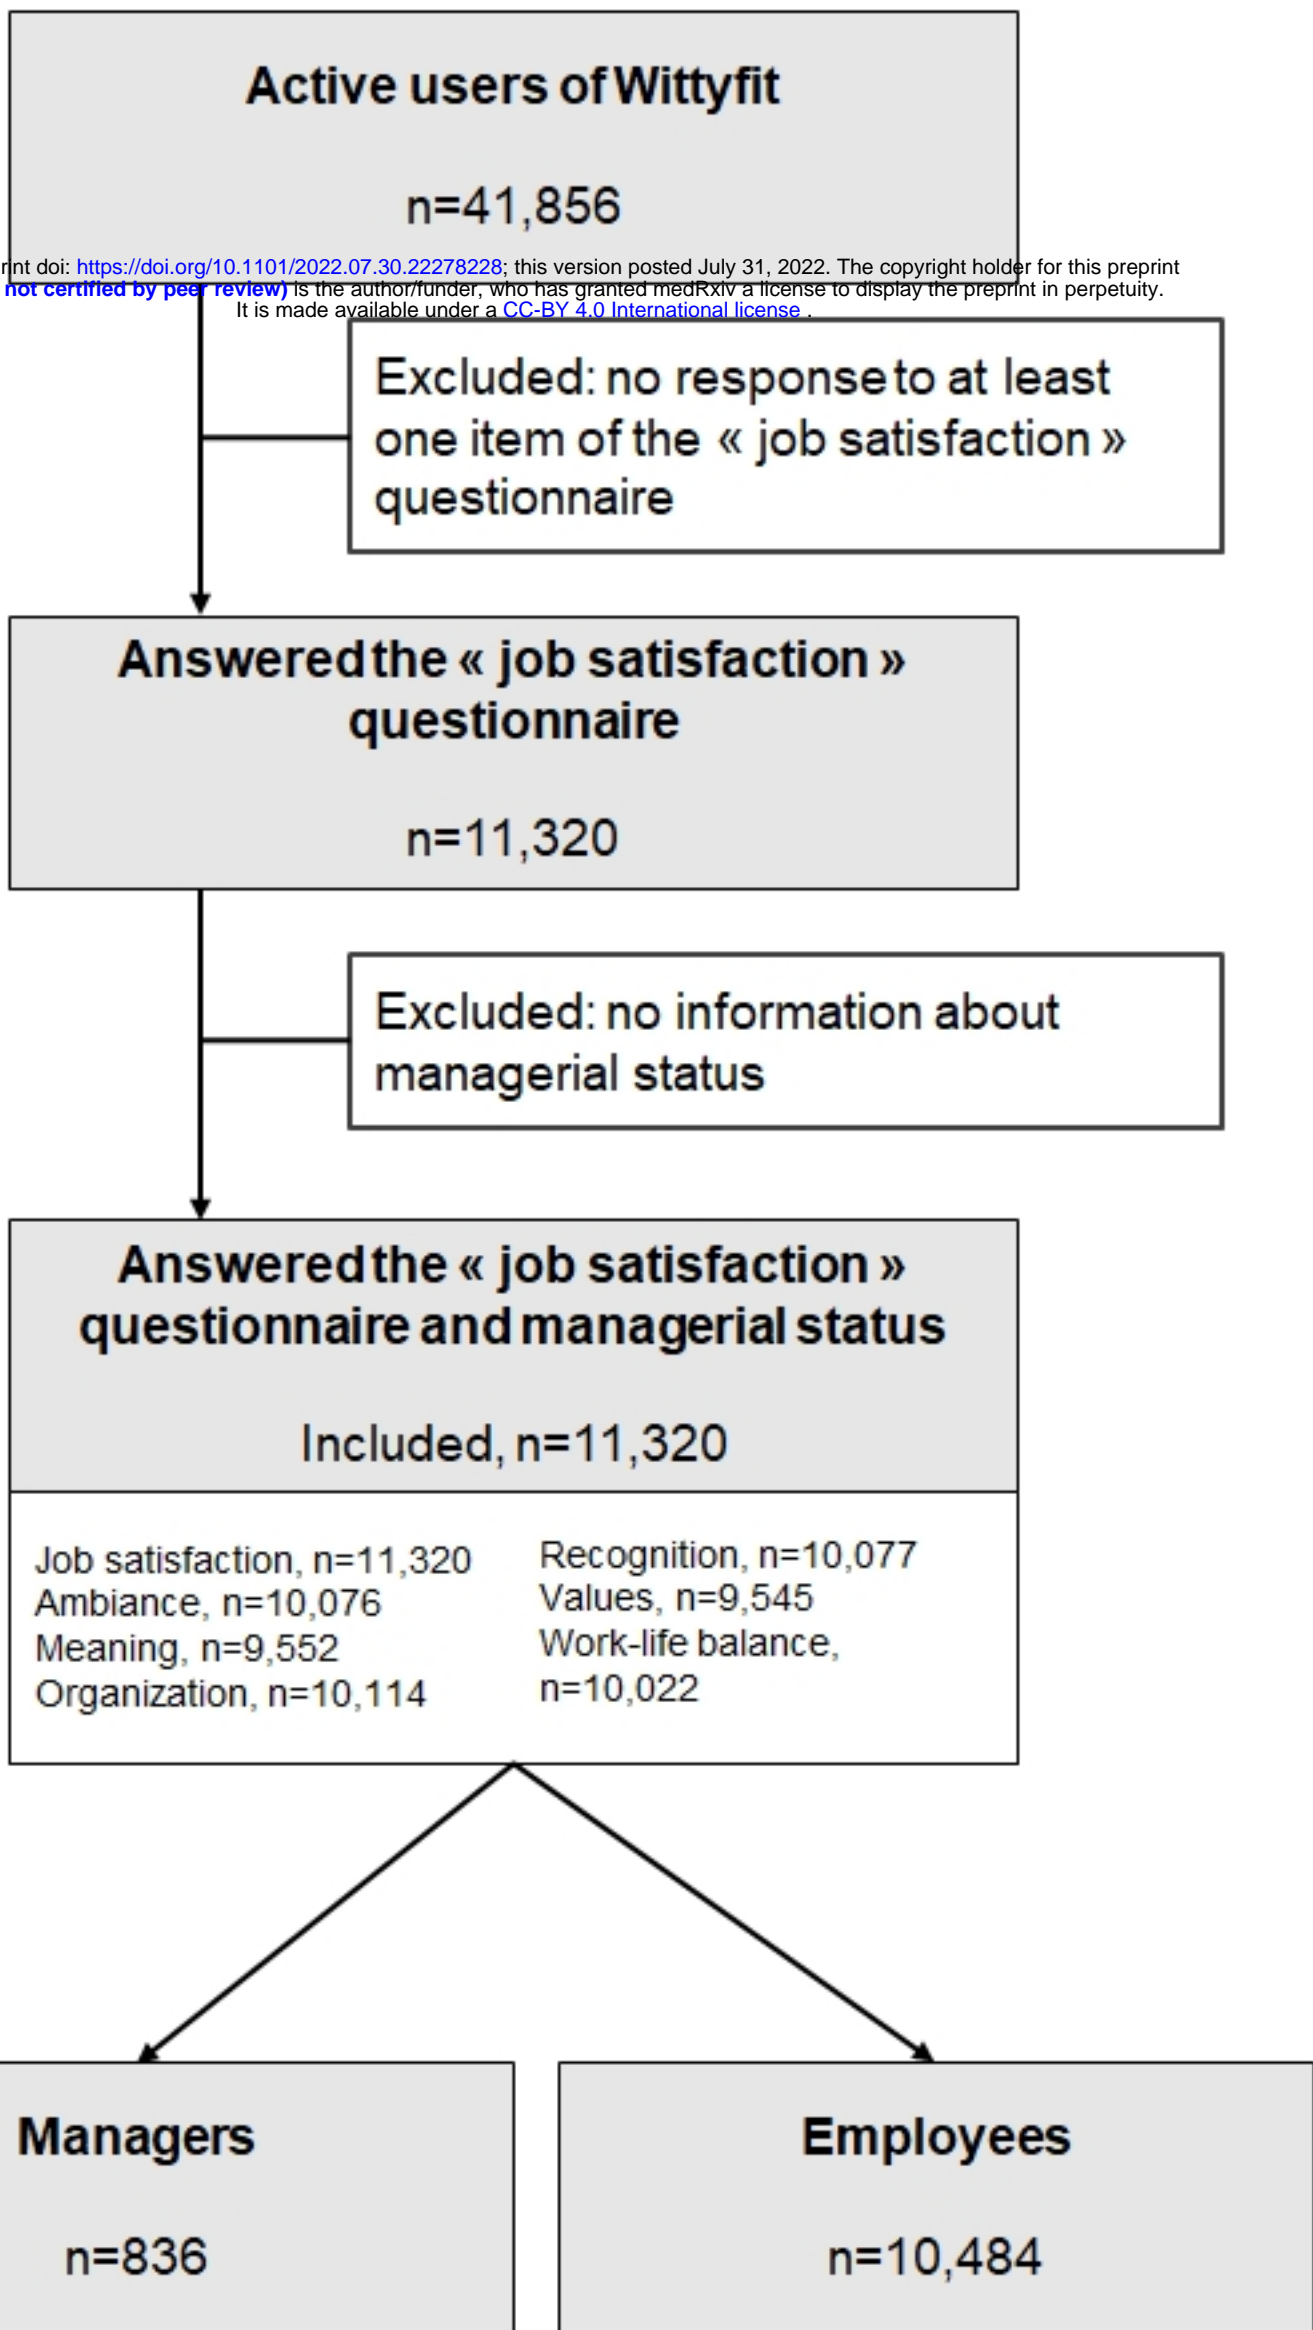 Active users of Wittyfit
n=41,856
rint doi: https://doi.org/10.1101/2022.07.30.22278228; this version posted July 31, 2022. The copyright holder for this preprint
not certified by peer review) is the author/funder, who has granted medRxiv a license to display the preprint in perpetuity.
It is made available under a CC-BY 4.0 International license .
Excluded: no response to at least
one item of the « job satisfaction »
questionnaire
Answered the « job satisfaction »
questionnaire
n=11,320
Excluded: no information about
managerial status
Answered the « job satisfaction »
questionnaire and managerial status
Included, n=11,320
Job satisfaction, n=11,320
Ambiance, n=10,076
Meaning, n=9,552
Organization, n=10,114
Recognition, n=10,077
Values, n=9,545
Work-life balance,
n=10,022
Managers
n=836
Employees
n=10,484